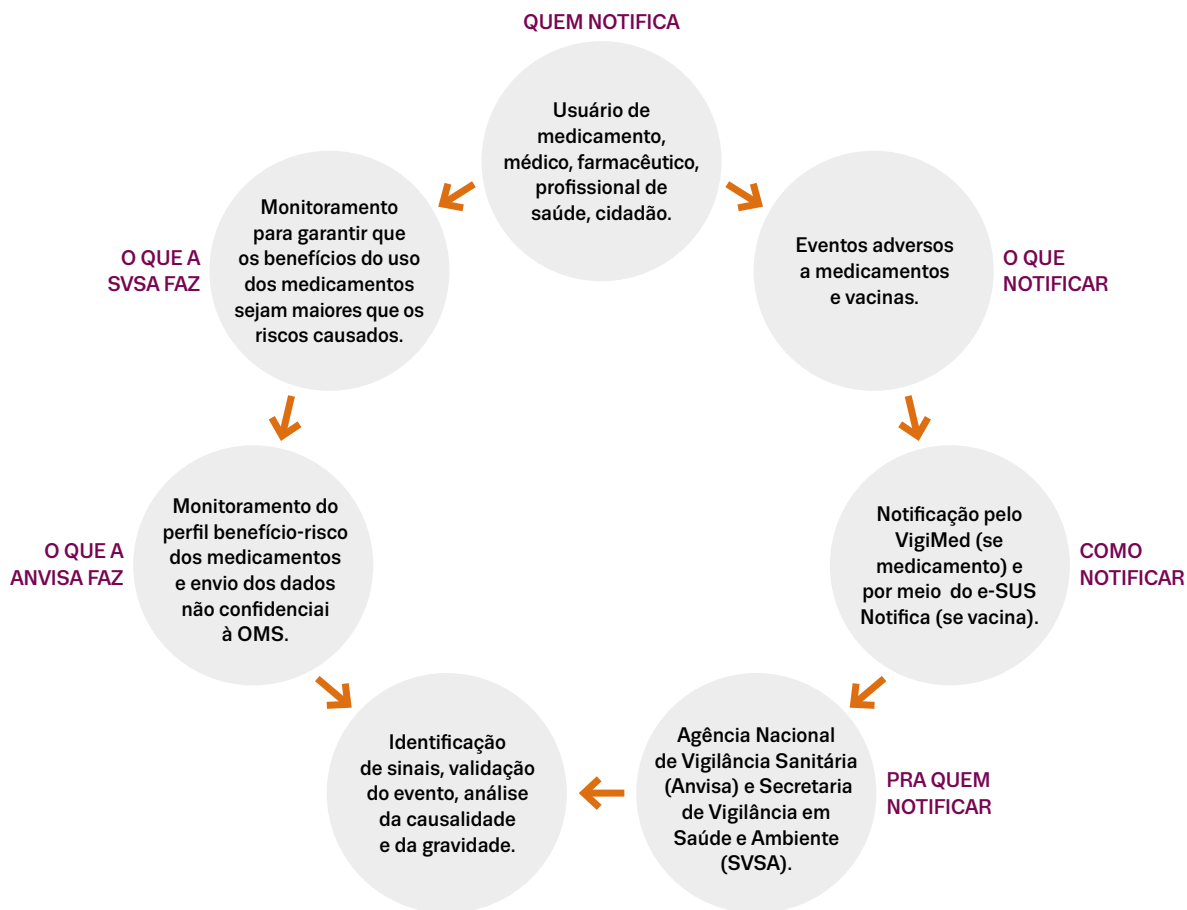 QUEM NOTIFICA
Usuário de
medicamento,
médico, farmacêutico,
profissional de
saúde, cidadão.
Eventos adversos
a medicamentos
e vacinas.
O QUE
NOTIFICAR
Notificação pelo
VigiMed (se
medicamento) e
por meio do e-SUS
Notifica (se vacina).
COMO
NOTIFICAR
Agência Nacional
de Vigilância Sanitária
(Anvisa) e Secretaria
de Vigilância em
Saúde e Ambiente
(SVSA).
PRA QUEM
NOTIFICAR
Identificação
de sinais, validação
do evento, análise
da causalidade
e da gravidade.
O QUE A
ANVISA FAZ
Monitoramento do
perfil benefício-risco
dos medicamentos
e envio dos dados
não confidenciai
à OMS.
O QUE A
SVSA FAZ
Monitoramento
para garantir que
os benefícios do uso
dos medicamentos
sejam maiores que os
riscos causados.